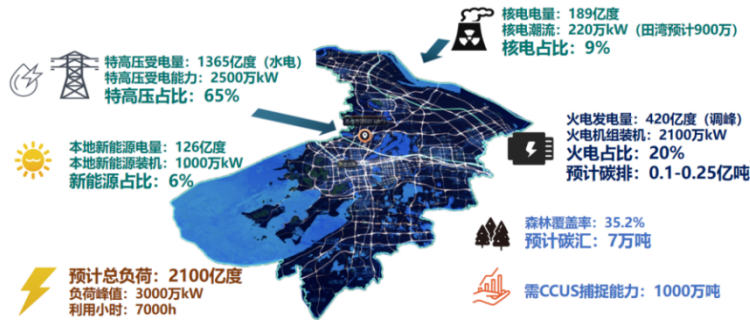 核电电量：189亿度
核电潮流：220万kW（田湾预计900万）
核电占比：9%
特高压受电量：1365亿度（水电）
特高压受电能力：2500万kW
特高压占比：65%
火电发电量：420亿度（调峰）
火电机组装机：2100万kW
火电占比：20%
预计碳排：0.1-0.25亿吨
本地新能源电量：126亿度
本地新能源装机：1000万kW
新能源占比：6%
森林覆盖率：35.2%
预计碳汇：7万吨
预计总负荷：2100亿度
负荷峰值：3000万kW
利用小时：7000h
需CCUS捕捉能力：1000万吨